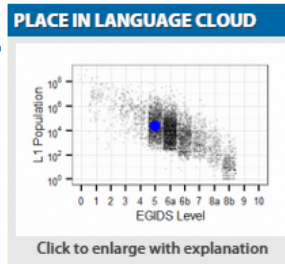 PLACE IN LANGUAGE CLOUD
L1 Population
10⁸
10⁶
10⁴
10²
10⁰
0 1 2 3 4 5 6a 6b 7 8a 8b 9 10
EGIDS Level
Click to enlarge with explanation